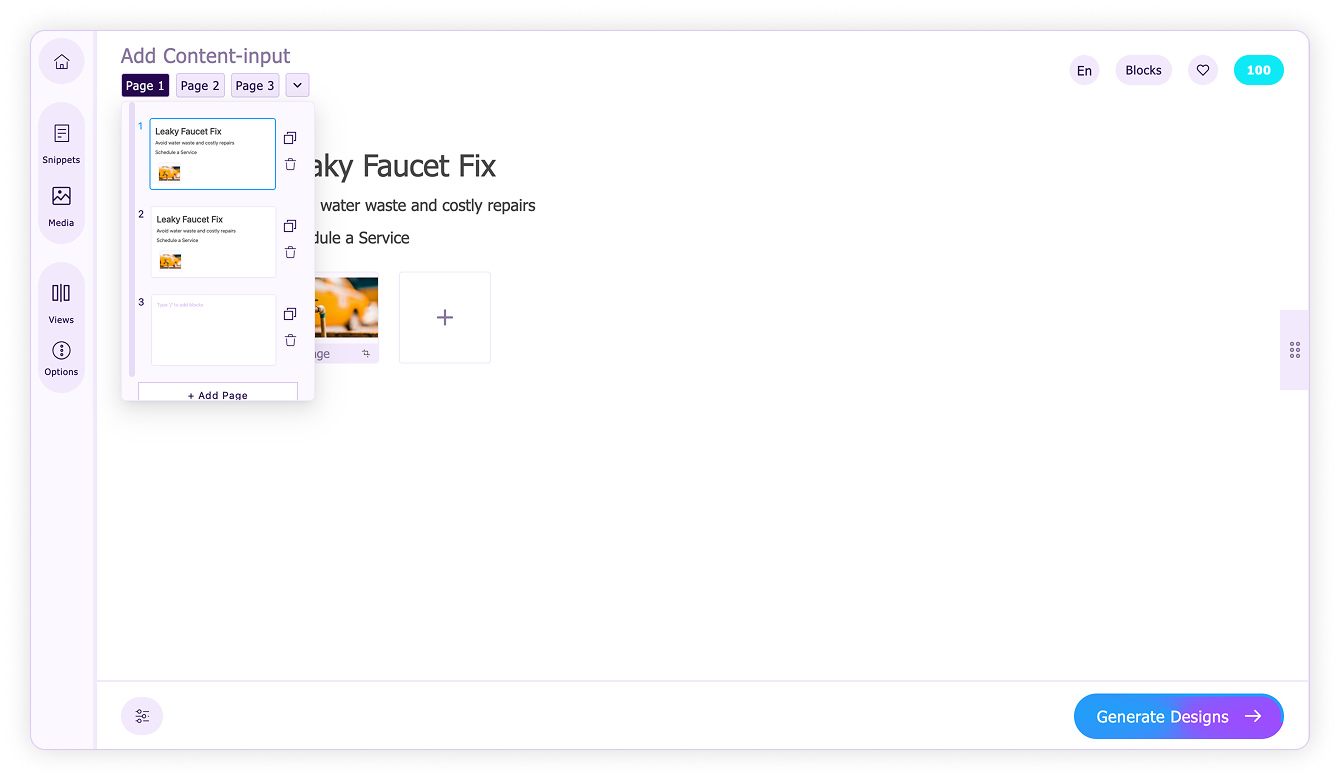 Add Content-input
En
Blocks
100
Page 1
Page 2
Page 3
1
Leaky Faucet Fix
Avoid water waste and costly repairs
Schedule a Service
2
Leaky Faucet Fix
Avoid water waste and costly repairs
Schedule a Service
3
Type '/' to add blocks
+ Add Page
aky Faucet Fix
water waste and costly repairs
dule a Service
ge
+
Snippets
Media
Views
Options
Generate Designs